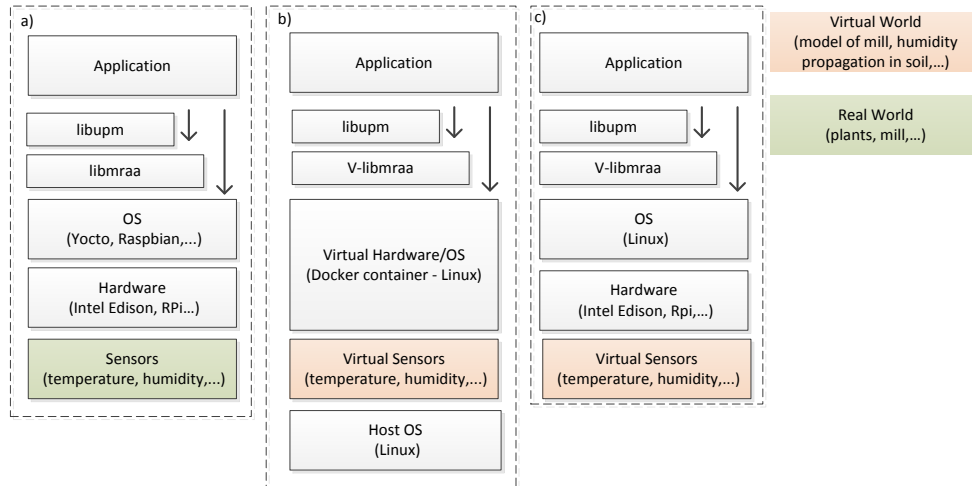 a)
Application
libupm
libmraa
OS
(Yocto, Raspbian,...)
Hardware
(Intel Edison, RPi...)
Sensors
(temperature, humidity,...)
b)
Application
libupm
V-libmraa
Virtual Hardware/OS
(Docker container - Linux)
Virtual Sensors
(temperature, humidity,...)
Host OS
(Linux)
c)
Application
libupm
V-libmraa
OS
(Linux)
Hardware
(Intel Edison, Rpi,...)
Virtual Sensors
(temperature, humidity,...)
Virtual World
(model of mill, humidity
propagation in soil,...)
Real World
(plants, mill,...)